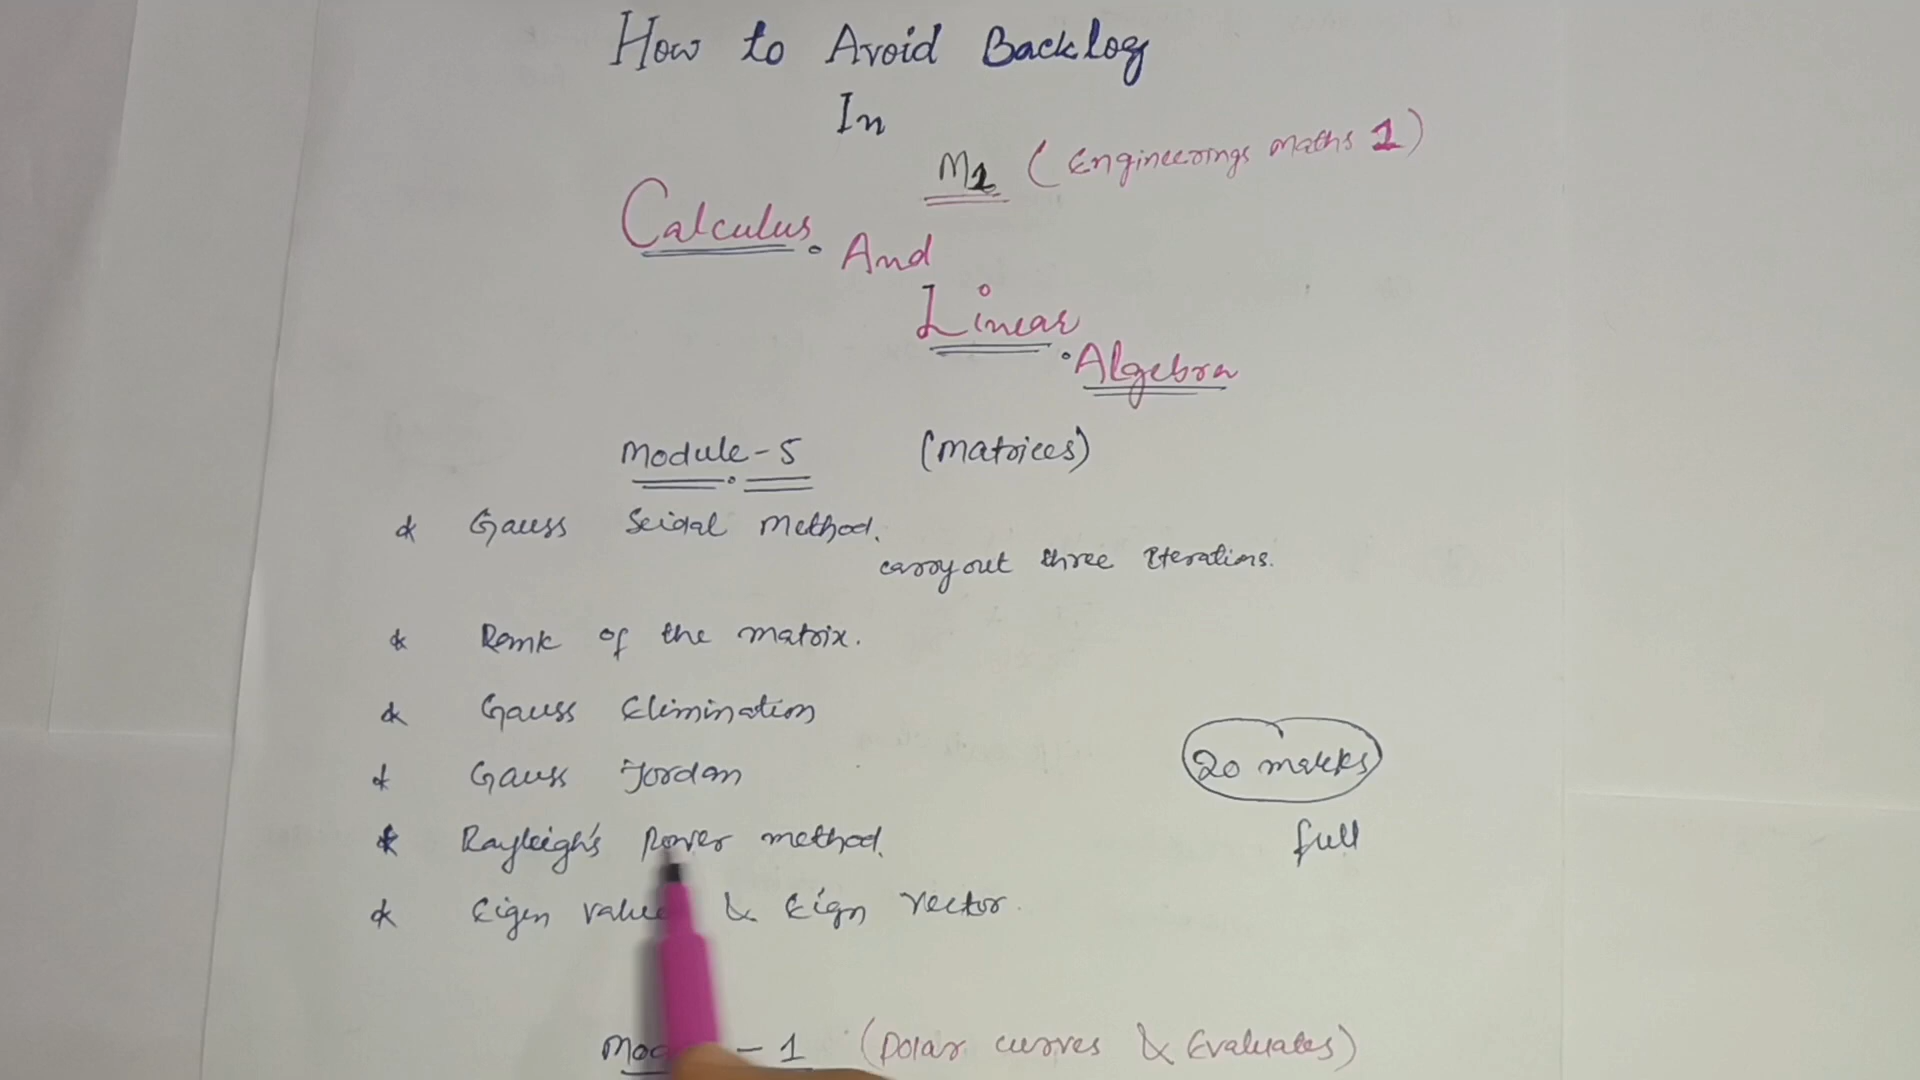 How to Avoid Backlog
In
M1 (Engineerings maths 1)
Calculus And
Linear
Algebra
Module-5 (Matrices)
* Gauss Seidal Method.
carry out three Iterations.
* Rank of the matrix.
* Gauss Elimination
* Gauss Jordan
20 marks
* Rayleigh's power method.
full
* Eigen value & Eign vector.
- 1 (Polar curves & Evaluates)